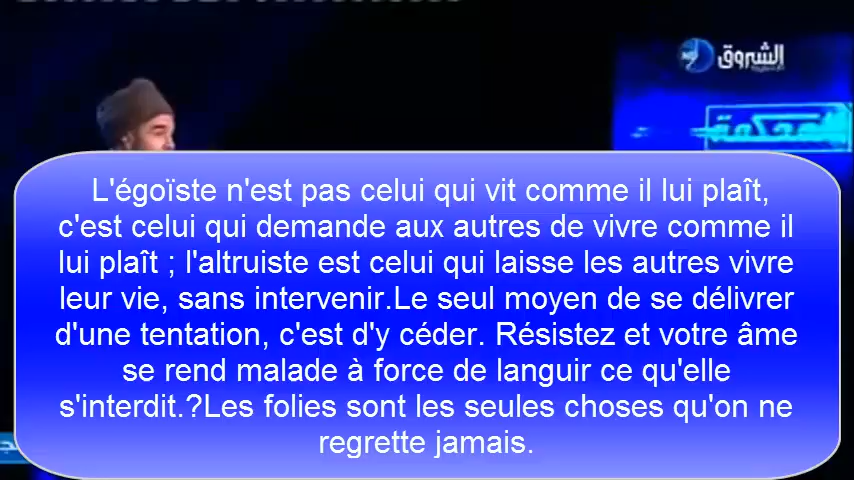 الشروق
المحكمة
L'égoïste n'est pas celui qui vit comme il lui plaît,
c'est celui qui demande aux autres de vivre comme il
lui plaît ; l'altruiste est celui qui laisse les autres vivre
leur vie, sans intervenir.Le seul moyen de se délivrer
d'une tentation, c'est d'y céder. Résistez et votre âme
se rend malade à force de languir ce qu'elle
s'interdit.?Les folies sont les seules choses qu'on ne
regrette jamais.